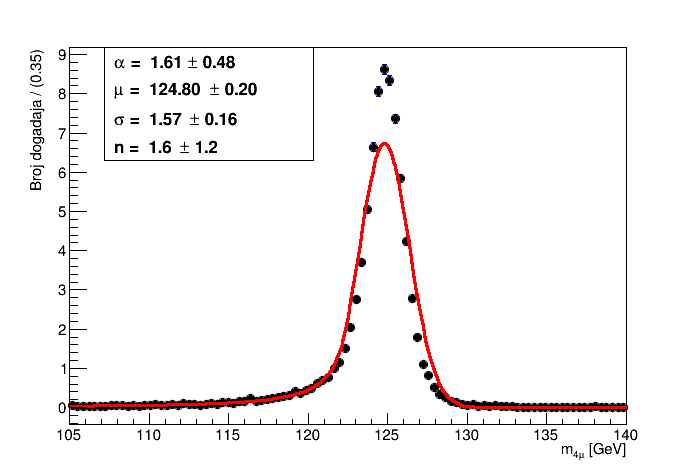 α = 1.61 ± 0.48
μ = 124.80 ± 0.20
σ = 1.57 ± 0.16
n = 1.6 ± 1.2
Broj dogadaja / (0.35)
9
8
7
6
5
4
3
2
1
0
105 110 115 120 125 130 135 140
m4μ [GeV]